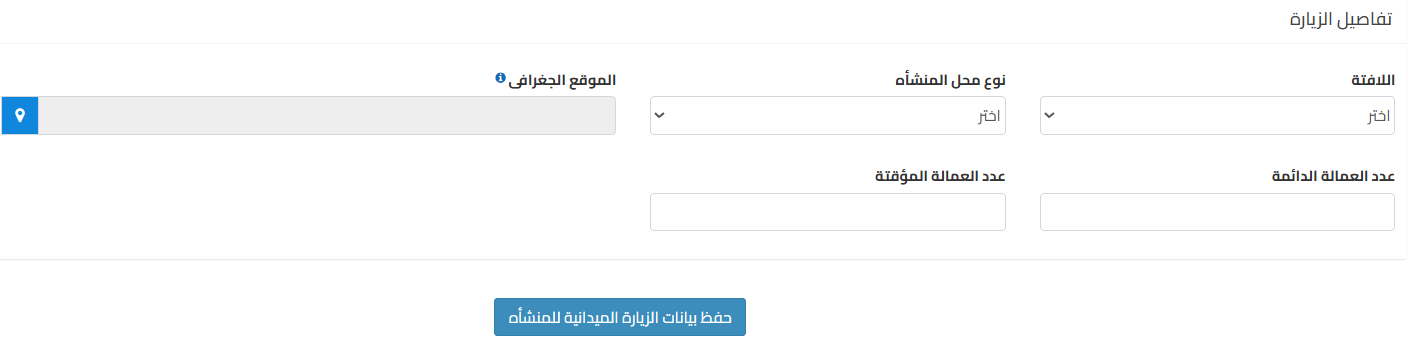 تفاصيل الزيارة
اللافتة
نوع محل المنشأه
الموقع الجغرافى
اختر
اختر
عدد العمالة الدائمة
عدد العمالة المؤقتة
حفظ بيانات الزيارة الميدانية للمنشأه